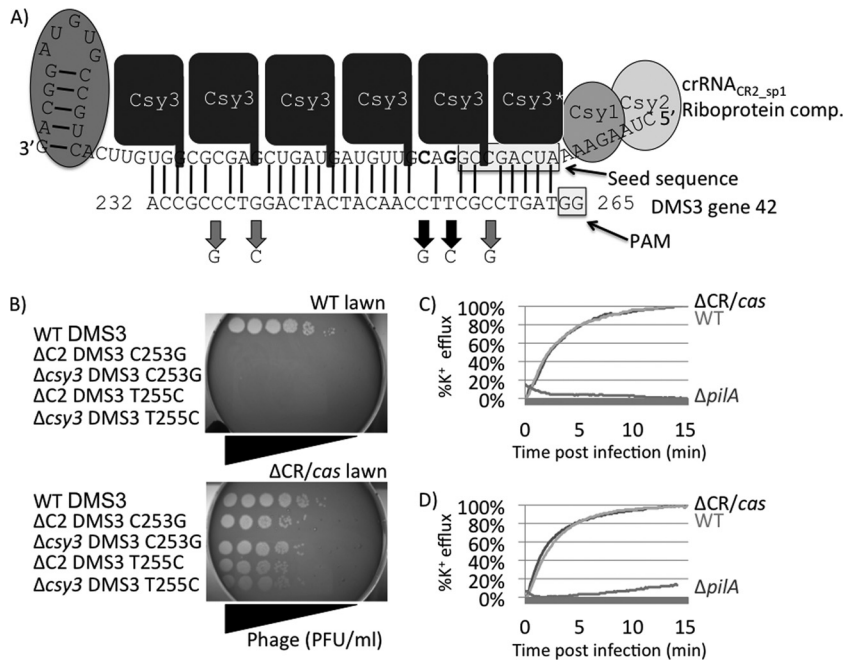 A)
GACGGAUGUGCCGUCACUUGUGGCGCGAGCUGAUGAUGUUGCAGGCCGACUAAAAGAAUC
3' 5'
Csy3 Csy3 Csy3 Csy3 Csy3 Csy3* Csy1 Csy2
crRNA CR2_sp1
Riboprotein comp.
Seed sequence
232 ACCGCCCTGGACTACTACAACCTTCGCCTGATGG 265 DMS3 gene 42
PAM
G C G C G
B)
WT lawn
WT DMS3
ΔC2 DMS3 C253G
Δcsy3 DMS3 C253G
ΔC2 DMS3 T255C
Δcsy3 DMS3 T255C
ΔCR/cas lawn
WT DMS3
ΔC2 DMS3 C253G
Δcsy3 DMS3 C253G
ΔC2 DMS3 T255C
Δcsy3 DMS3 T255C
Phage (PFU/ml)
C)
%K+ efflux
100%
80%
60%
40%
20%
0%
ΔCR/cas
WT
ΔpilA
0 5 10 15
Time post infection (min)
D)
%K+ efflux
100%
80%
60%
40%
20%
0%
ΔCR/cas
WT
ΔpilA
0 5 10 15
Time post infection (min)